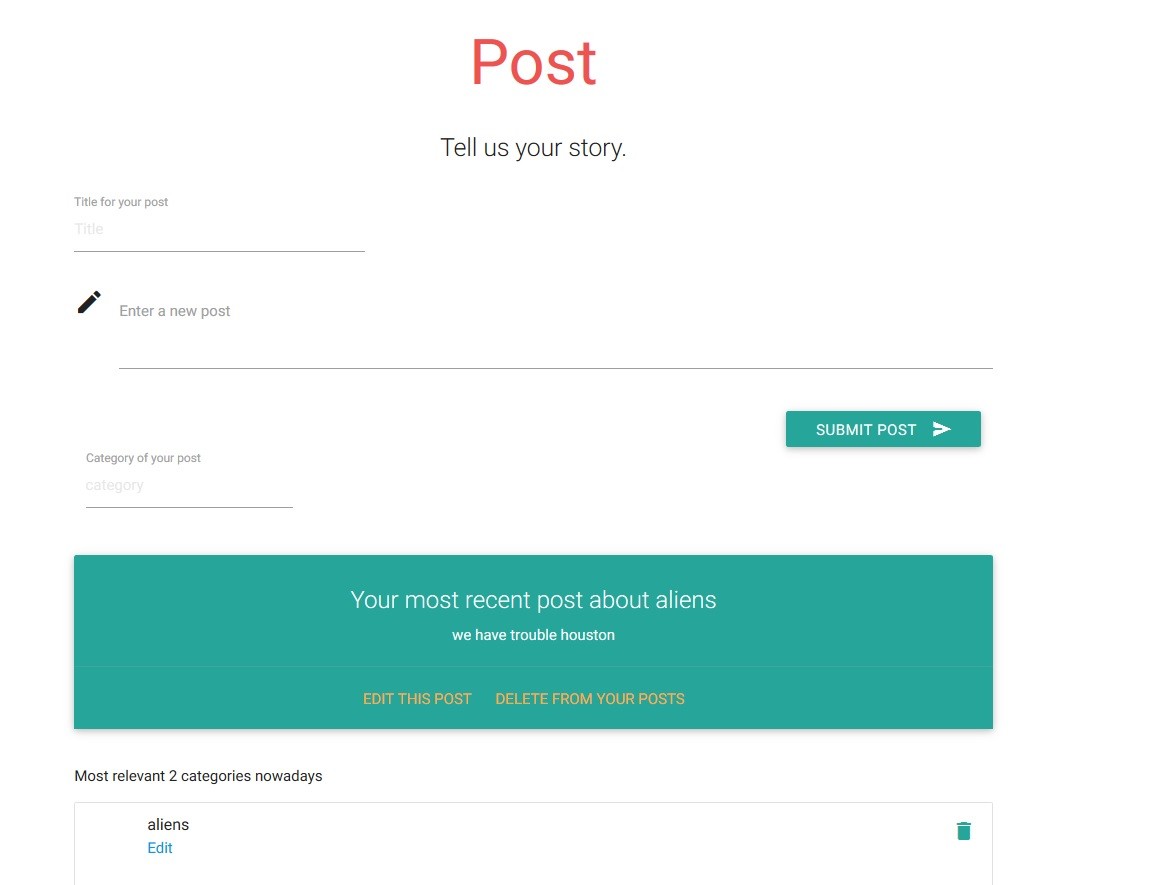 Post
Tell us your story.
Title for your post
Title
Enter a new post
SUBMIT POST
Category of your post
category
Your most recent post about aliens
we have trouble houston
EDIT THIS POST DELETE FROM YOUR POSTS
Most relevant 2 categories nowadays
aliens
Edit